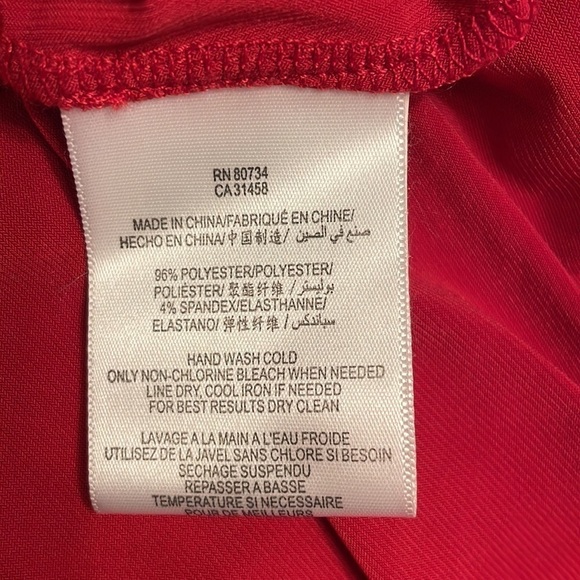 RN 80734
CA 31458
MADE IN CHINA/FABRIQUÉ EN CHINE/
HECHO EN CHINA/中国制造/ صنع في الصين/
96% POLYESTER/POLYESTER/
POLIÉSTER/ 聚酯纤维 /بوليستر/
4% SPANDEX/ELASTHANNE/
ELASTANO/ 弹性纤维 /سباندكس/
HAND WASH COLD
ONLY NON-CHLORINE BLEACH WHEN NEEDED
LINE DRY, COOL IRON IF NEEDED
FOR BEST RESULTS DRY CLEAN
LAVAGE A LA MAIN A L'EAU FROIDE
UTILISEZ DE LA JAVEL SANS CHLORE SI BESOIN
SECHAGE SUSPENDU
REPASSER A BASSE
TEMPERATURE SI NECESSAIRE
POUR DE MEILLEURS